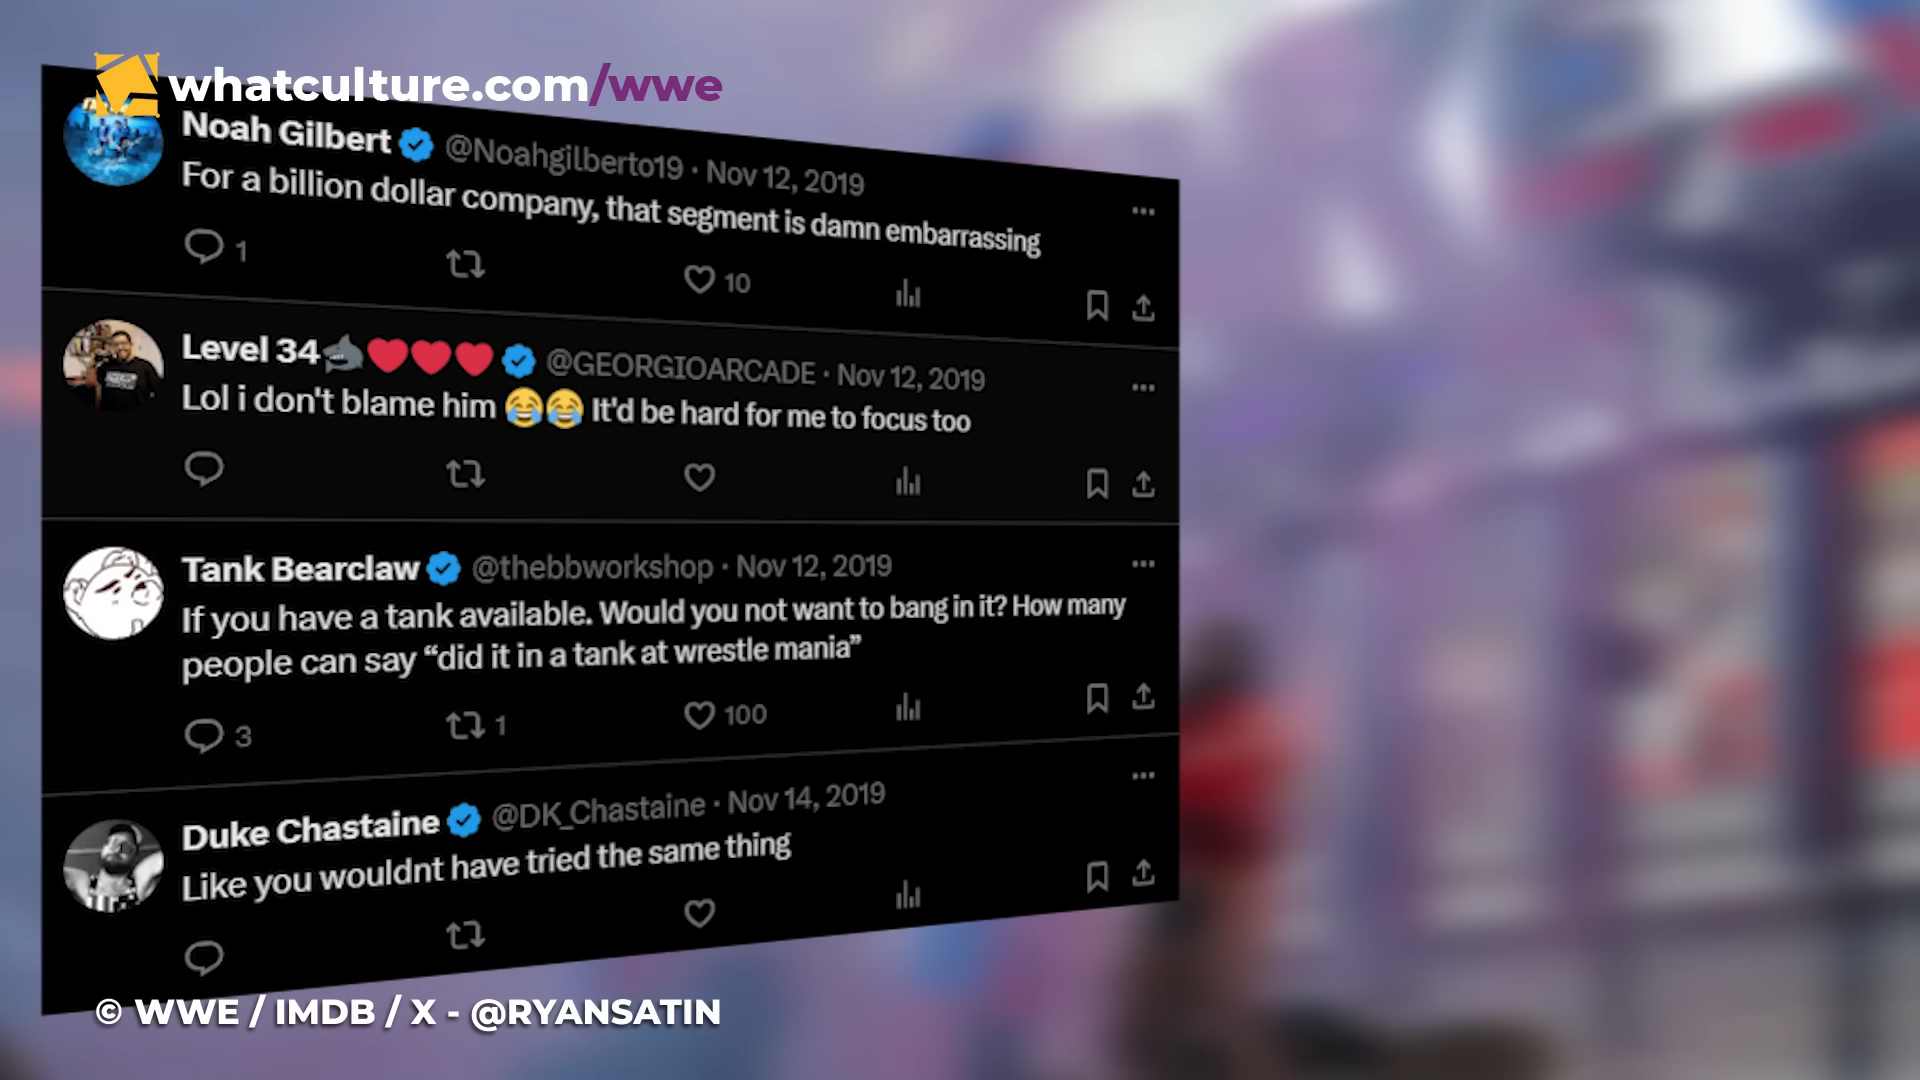 whatculture.com/wwe
Noah Gilbert @Noahgilberto19 · Nov 12, 2019
For a billion dollar company, that segment is damn embarrassing
1 10
Level 34🦈❤️❤️❤️ @GEORGIOARCADE · Nov 12, 2019
Lol i don't blame him 😂😂 It'd be hard for me to focus too
Tank Bearclaw @thebbworkshop · Nov 12, 2019
If you have a tank available. Would you not want to bang in it? How many
people can say “did it in a tank at wrestle mania”
3 1 100
Duke Chastaine @DK_Chastaine · Nov 14, 2019
Like you wouldnt have tried the same thing
© WWE / IMDB / X - @RYANSATIN